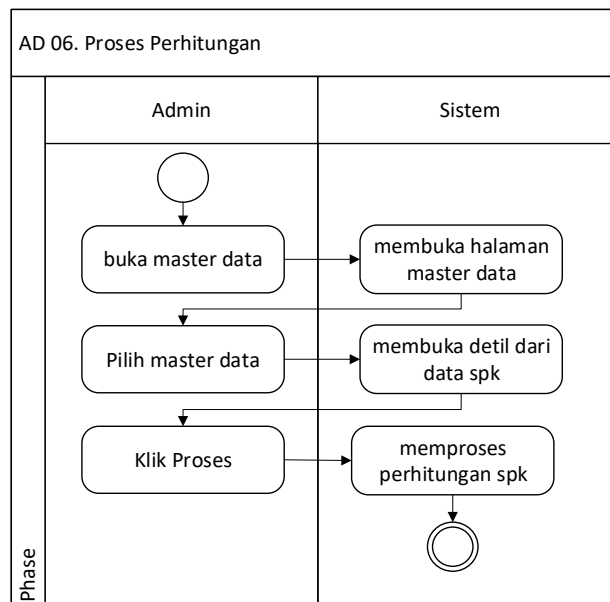 AD 06. Proses Perhitungan
Admin
Sistem
buka master data
membuka halaman
master data
Pilih master data
membuka detil dari
data spk
Klik Proses
memproses
perhitungan spk
Phase